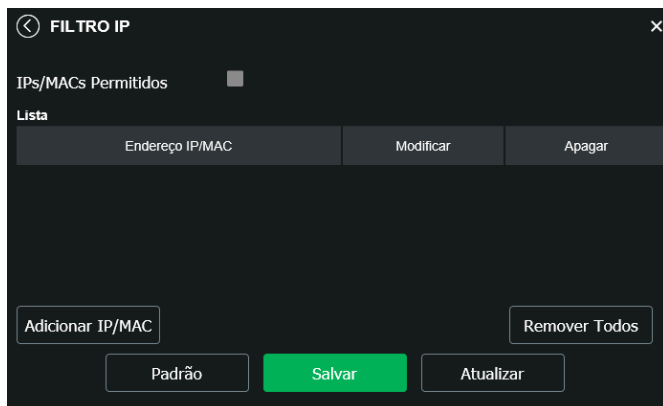 FILTRO IP
IPs/MACs Permitidos
Lista
Endereço IP/MAC Modificar Apagar
Adicionar IP/MAC Remover Todos
Padrão Salvar Atualizar